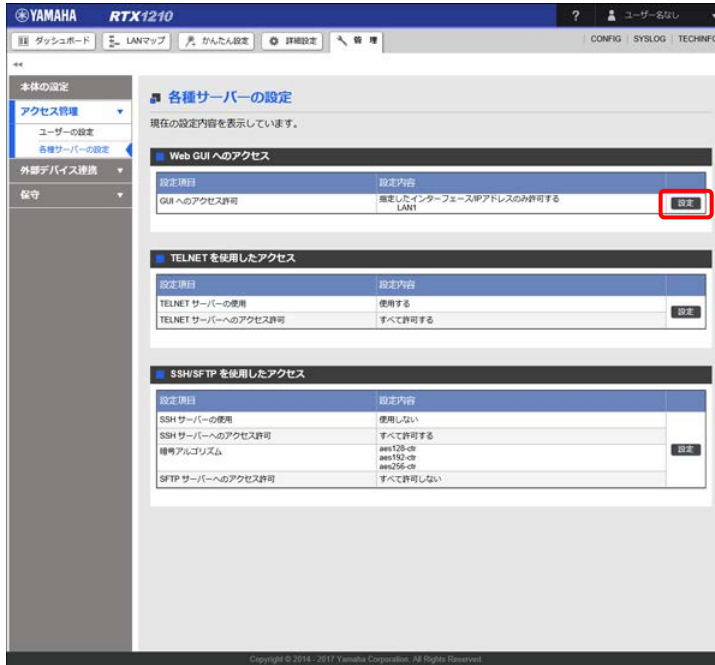 YAMAHA RTX1210 ? ユーザー名なし
ダッシュボード LANマップ かんたん設定 詳細設定 管理 CONFIG SYSLOG TECHINFO
本体の設定
アクセス管理
ユーザーの設定
各種サーバーの設定
外部デバイス連携
保守
各種サーバーの設定
現在の設定内容を表示しています。
Web GUI へのアクセス
設定項目 設定内容
GUI へのアクセス許可 指定したインターフェース/IPアドレスのみ許可する
LAN1
設定
TELNET を使用したアクセス
設定項目 設定内容
TELNET サーバーの使用 使用する
TELNET サーバーへのアクセス許可 すべて許可する
設定
SSH/SFTP を使用したアクセス
設定項目 設定内容
SSH サーバーの使用 使用しない
SSH サーバーへのアクセス許可 すべて許可する
暗号アルゴリズム aes128-ctr
aes192-ctr
aes256-ctr
設定
SFTP サーバーへのアクセス許可 すべて許可しない
Copyright © 2014 - 2017 Yamaha Corporation. All Rights Reserved.